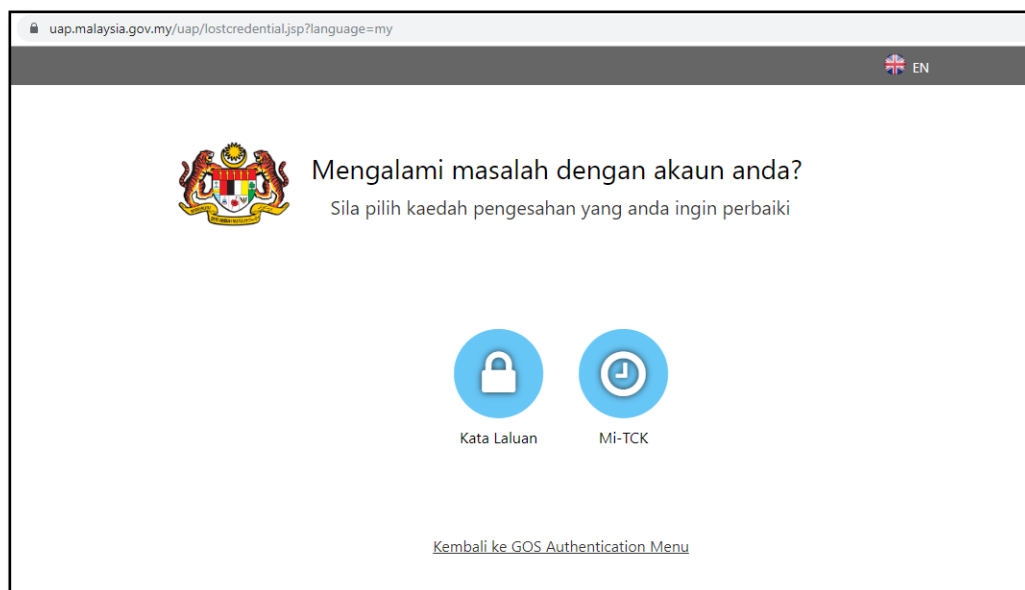 uap.malaysia.gov.my/uap/lostcredential.jsp?language=my
EN
Mengalami masalah dengan akaun anda?
Sila pilih kaedah pengesahan yang anda ingin perbaiki
Kata Laluan
Mi-TCK
Kembali ke GOS Authentication Menu